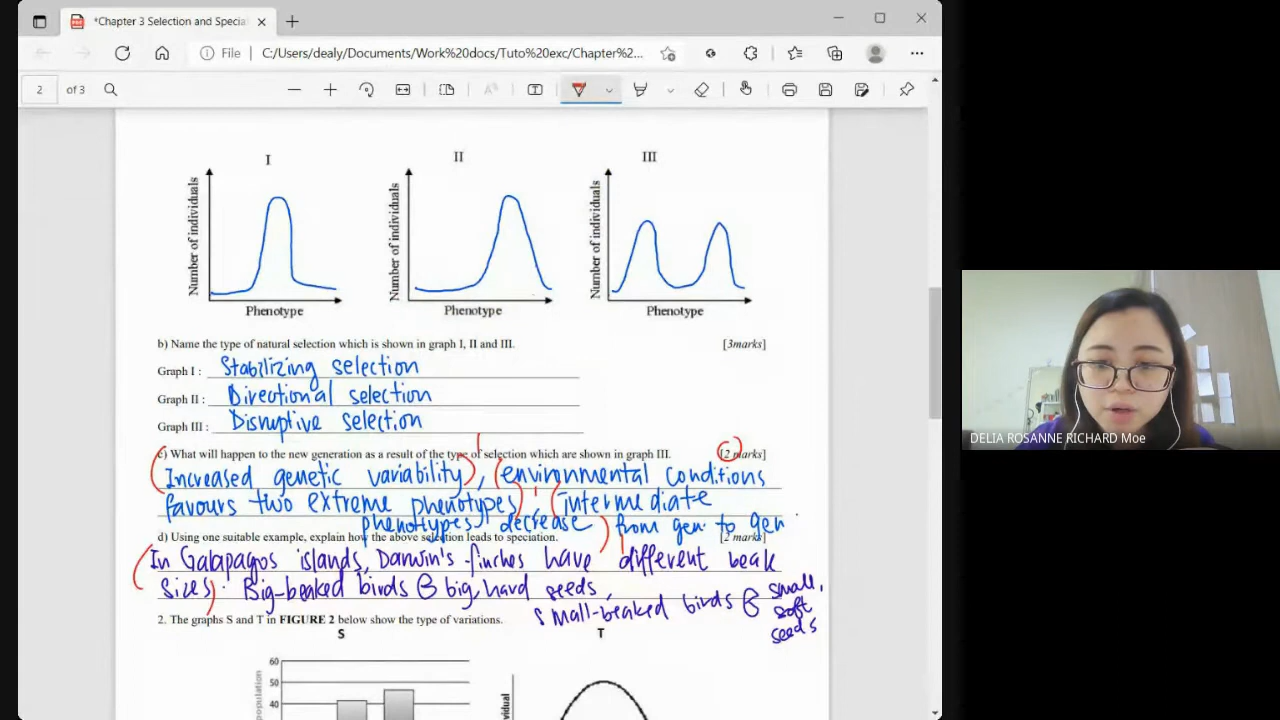 *Chapter 3 Selection and Specia
File C:/Users/dealy/Documents/Work%20docs/Tuto%20exc/Chapter%2...
2 of 3
I II III
Number of individuals Number of individuals Number of individuals
Phenotype Phenotype Phenotype
b) Name the type of natural selection which is shown in graph I, II and III. [3marks]
Graph I : Stabilizing selection
Graph II : Directional selection
Graph III : Disruptive selection
c) What will happen to the new generation as a result of the type of selection which are shown in graph III. [2 marks]
(Increased genetic variability), (environmental conditions
favours two extreme phenotypes), (intermediate
phenotypes decrease) from gen. to gen
d) Using one suitable example, explain how the above selection leads to speciation. [2 marks]
(In Galapagos islands, Darwin's finches have different beak
sizes). Big-beaked birds big, hard seeds,
small-beaked birds small,
soft
seeds
2. The graphs S and T in FIGURE 2 below show the type of variations.
S T
60
50
40
population
vidual
DELIA ROSANNE RICHARD Moe